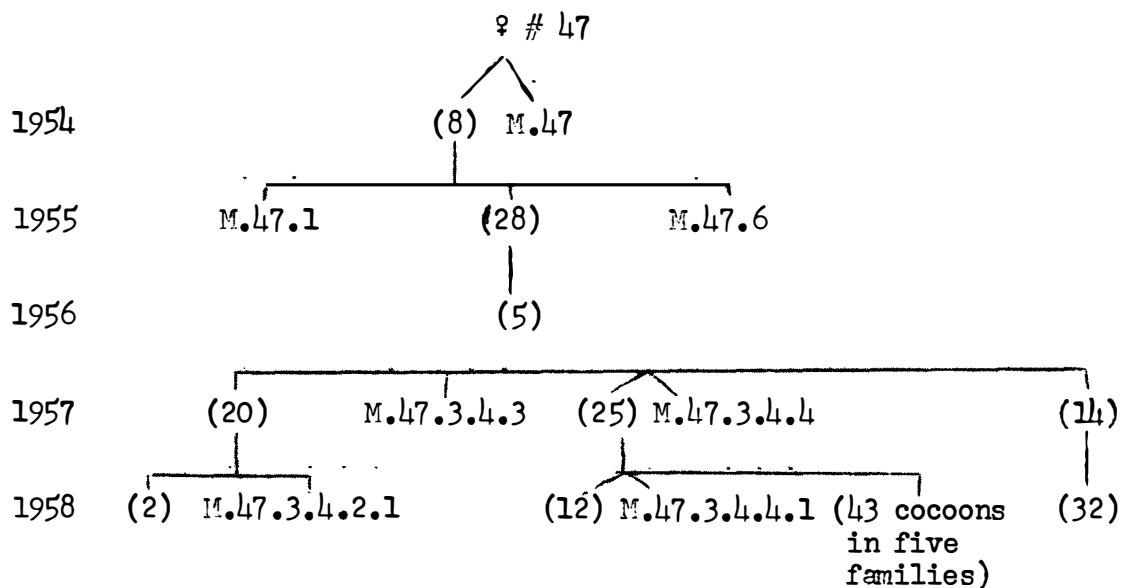 ♀ # 47
1954 (8) M.47
1955 M.47.1 (28) M.47.6
1956 (5)
1957 (20) M.47.3.4.3 (25) M.47.3.4.4 (14)
1958 (2) M.47.3.4.2.1 (12) M.47.3.4.4.1 (43 cocoons (32)
in five
families)